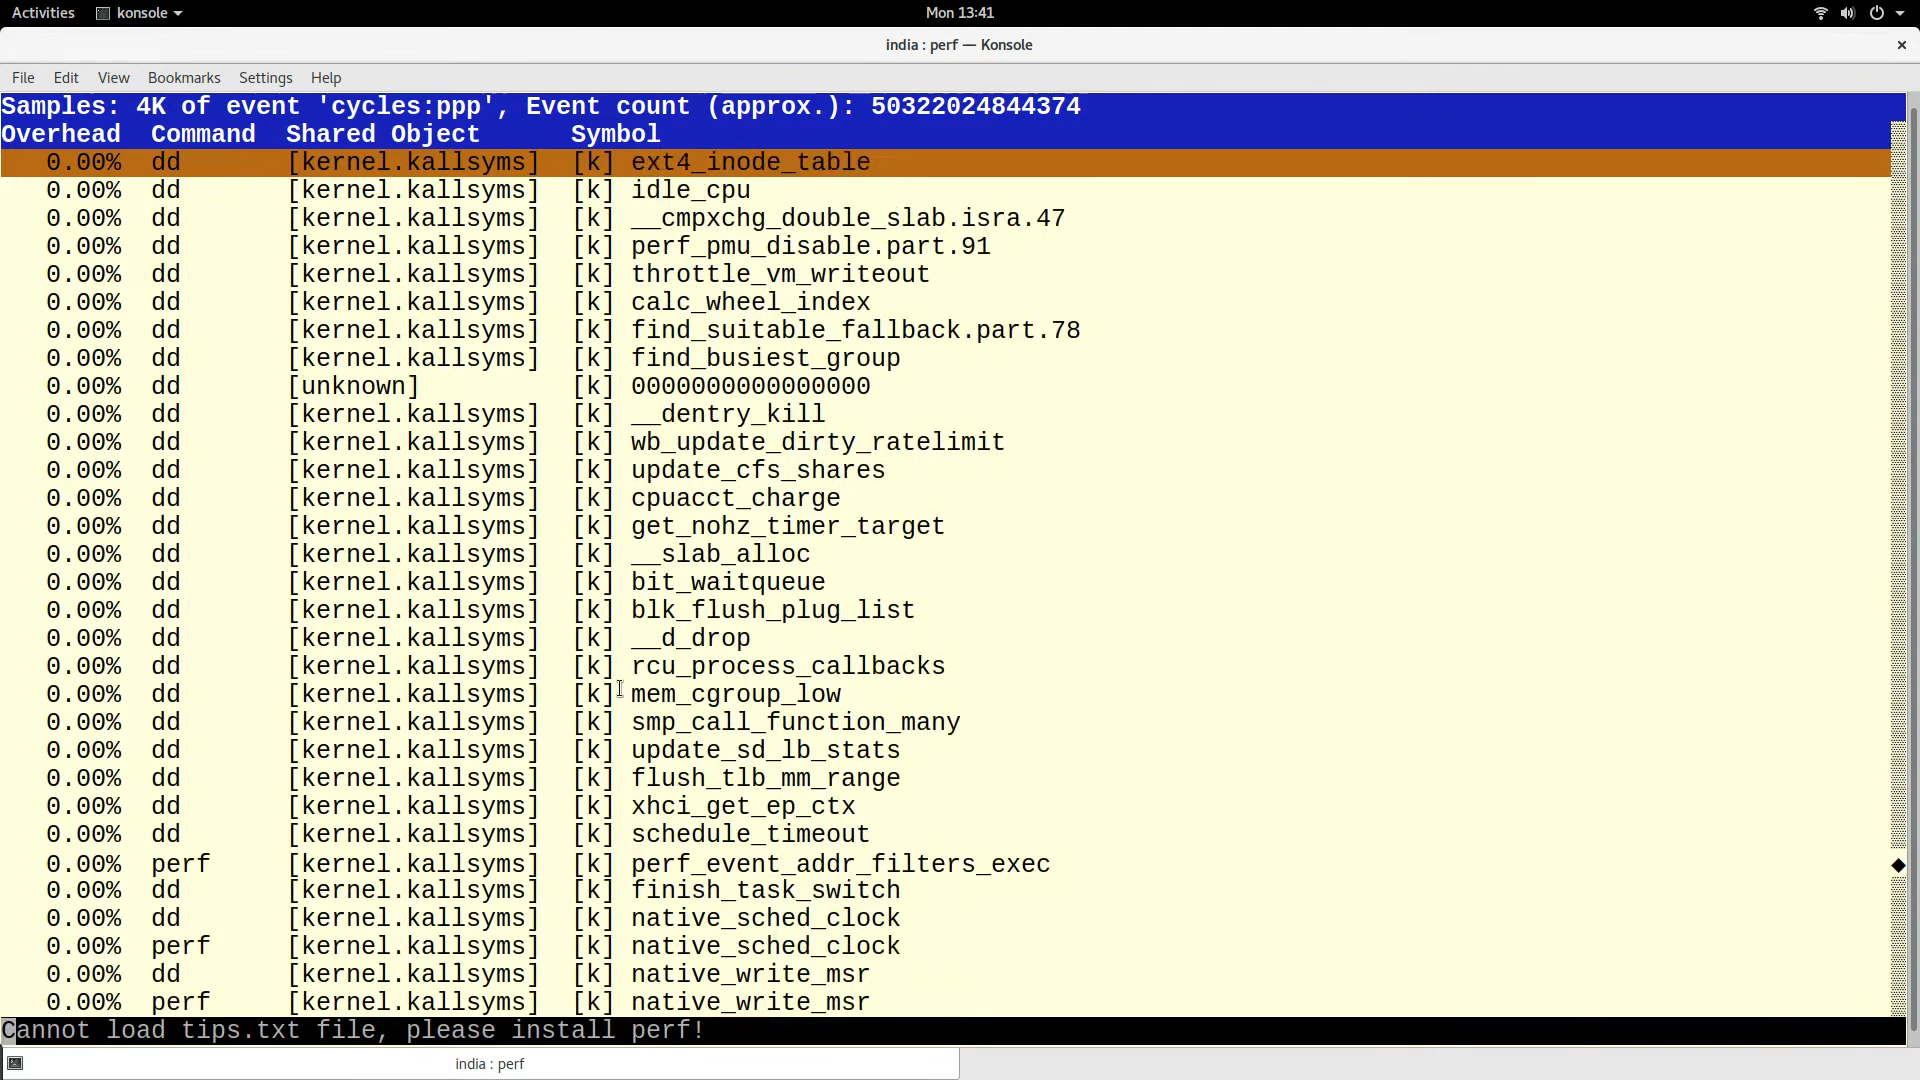 Activities konsole Mon 13:41
india : perf — Konsole ×
File Edit View Bookmarks Settings Help
Samples: 4K of event 'cycles:ppp', Event count (approx.): 50322024844374
Overhead Command Shared Object Symbol
0.00% dd [kernel.kallsyms] [k] ext4_inode_table
0.00% dd [kernel.kallsyms] [k] idle_cpu
0.00% dd [kernel.kallsyms] [k] __cmpxchg_double_slab.isra.47
0.00% dd [kernel.kallsyms] [k] perf_pmu_disable.part.91
0.00% dd [kernel.kallsyms] [k] throttle_vm_writeout
0.00% dd [kernel.kallsyms] [k] calc_wheel_index
0.00% dd [kernel.kallsyms] [k] find_suitable_fallback.part.78
0.00% dd [kernel.kallsyms] [k] find_busiest_group
0.00% dd [unknown] [k] 0000000000000000
0.00% dd [kernel.kallsyms] [k] __dentry_kill
0.00% dd [kernel.kallsyms] [k] wb_update_dirty_ratelimit
0.00% dd [kernel.kallsyms] [k] update_cfs_shares
0.00% dd [kernel.kallsyms] [k] cpuacct_charge
0.00% dd [kernel.kallsyms] [k] get_nohz_timer_target
0.00% dd [kernel.kallsyms] [k] __slab_alloc
0.00% dd [kernel.kallsyms] [k] bit_waitqueue
0.00% dd [kernel.kallsyms] [k] blk_flush_plug_list
0.00% dd [kernel.kallsyms] [k] __d_drop
0.00% dd [kernel.kallsyms] [k] rcu_process_callbacks
0.00% dd [kernel.kallsyms] [k] mem_cgroup_low
0.00% dd [kernel.kallsyms] [k] smp_call_function_many
0.00% dd [kernel.kallsyms] [k] update_sd_lb_stats
0.00% dd [kernel.kallsyms] [k] flush_tlb_mm_range
0.00% dd [kernel.kallsyms] [k] xhci_get_ep_ctx
0.00% dd [kernel.kallsyms] [k] schedule_timeout
0.00% perf [kernel.kallsyms] [k] perf_event_addr_filters_exec
0.00% dd [kernel.kallsyms] [k] finish_task_switch
0.00% dd [kernel.kallsyms] [k] native_sched_clock
0.00% perf [kernel.kallsyms] [k] native_sched_clock
0.00% dd [kernel.kallsyms] [k] native_write_msr
0.00% perf [kernel.kallsyms] [k] native_write_msr
Cannot load tips.txt file, please install perf!
india : perf